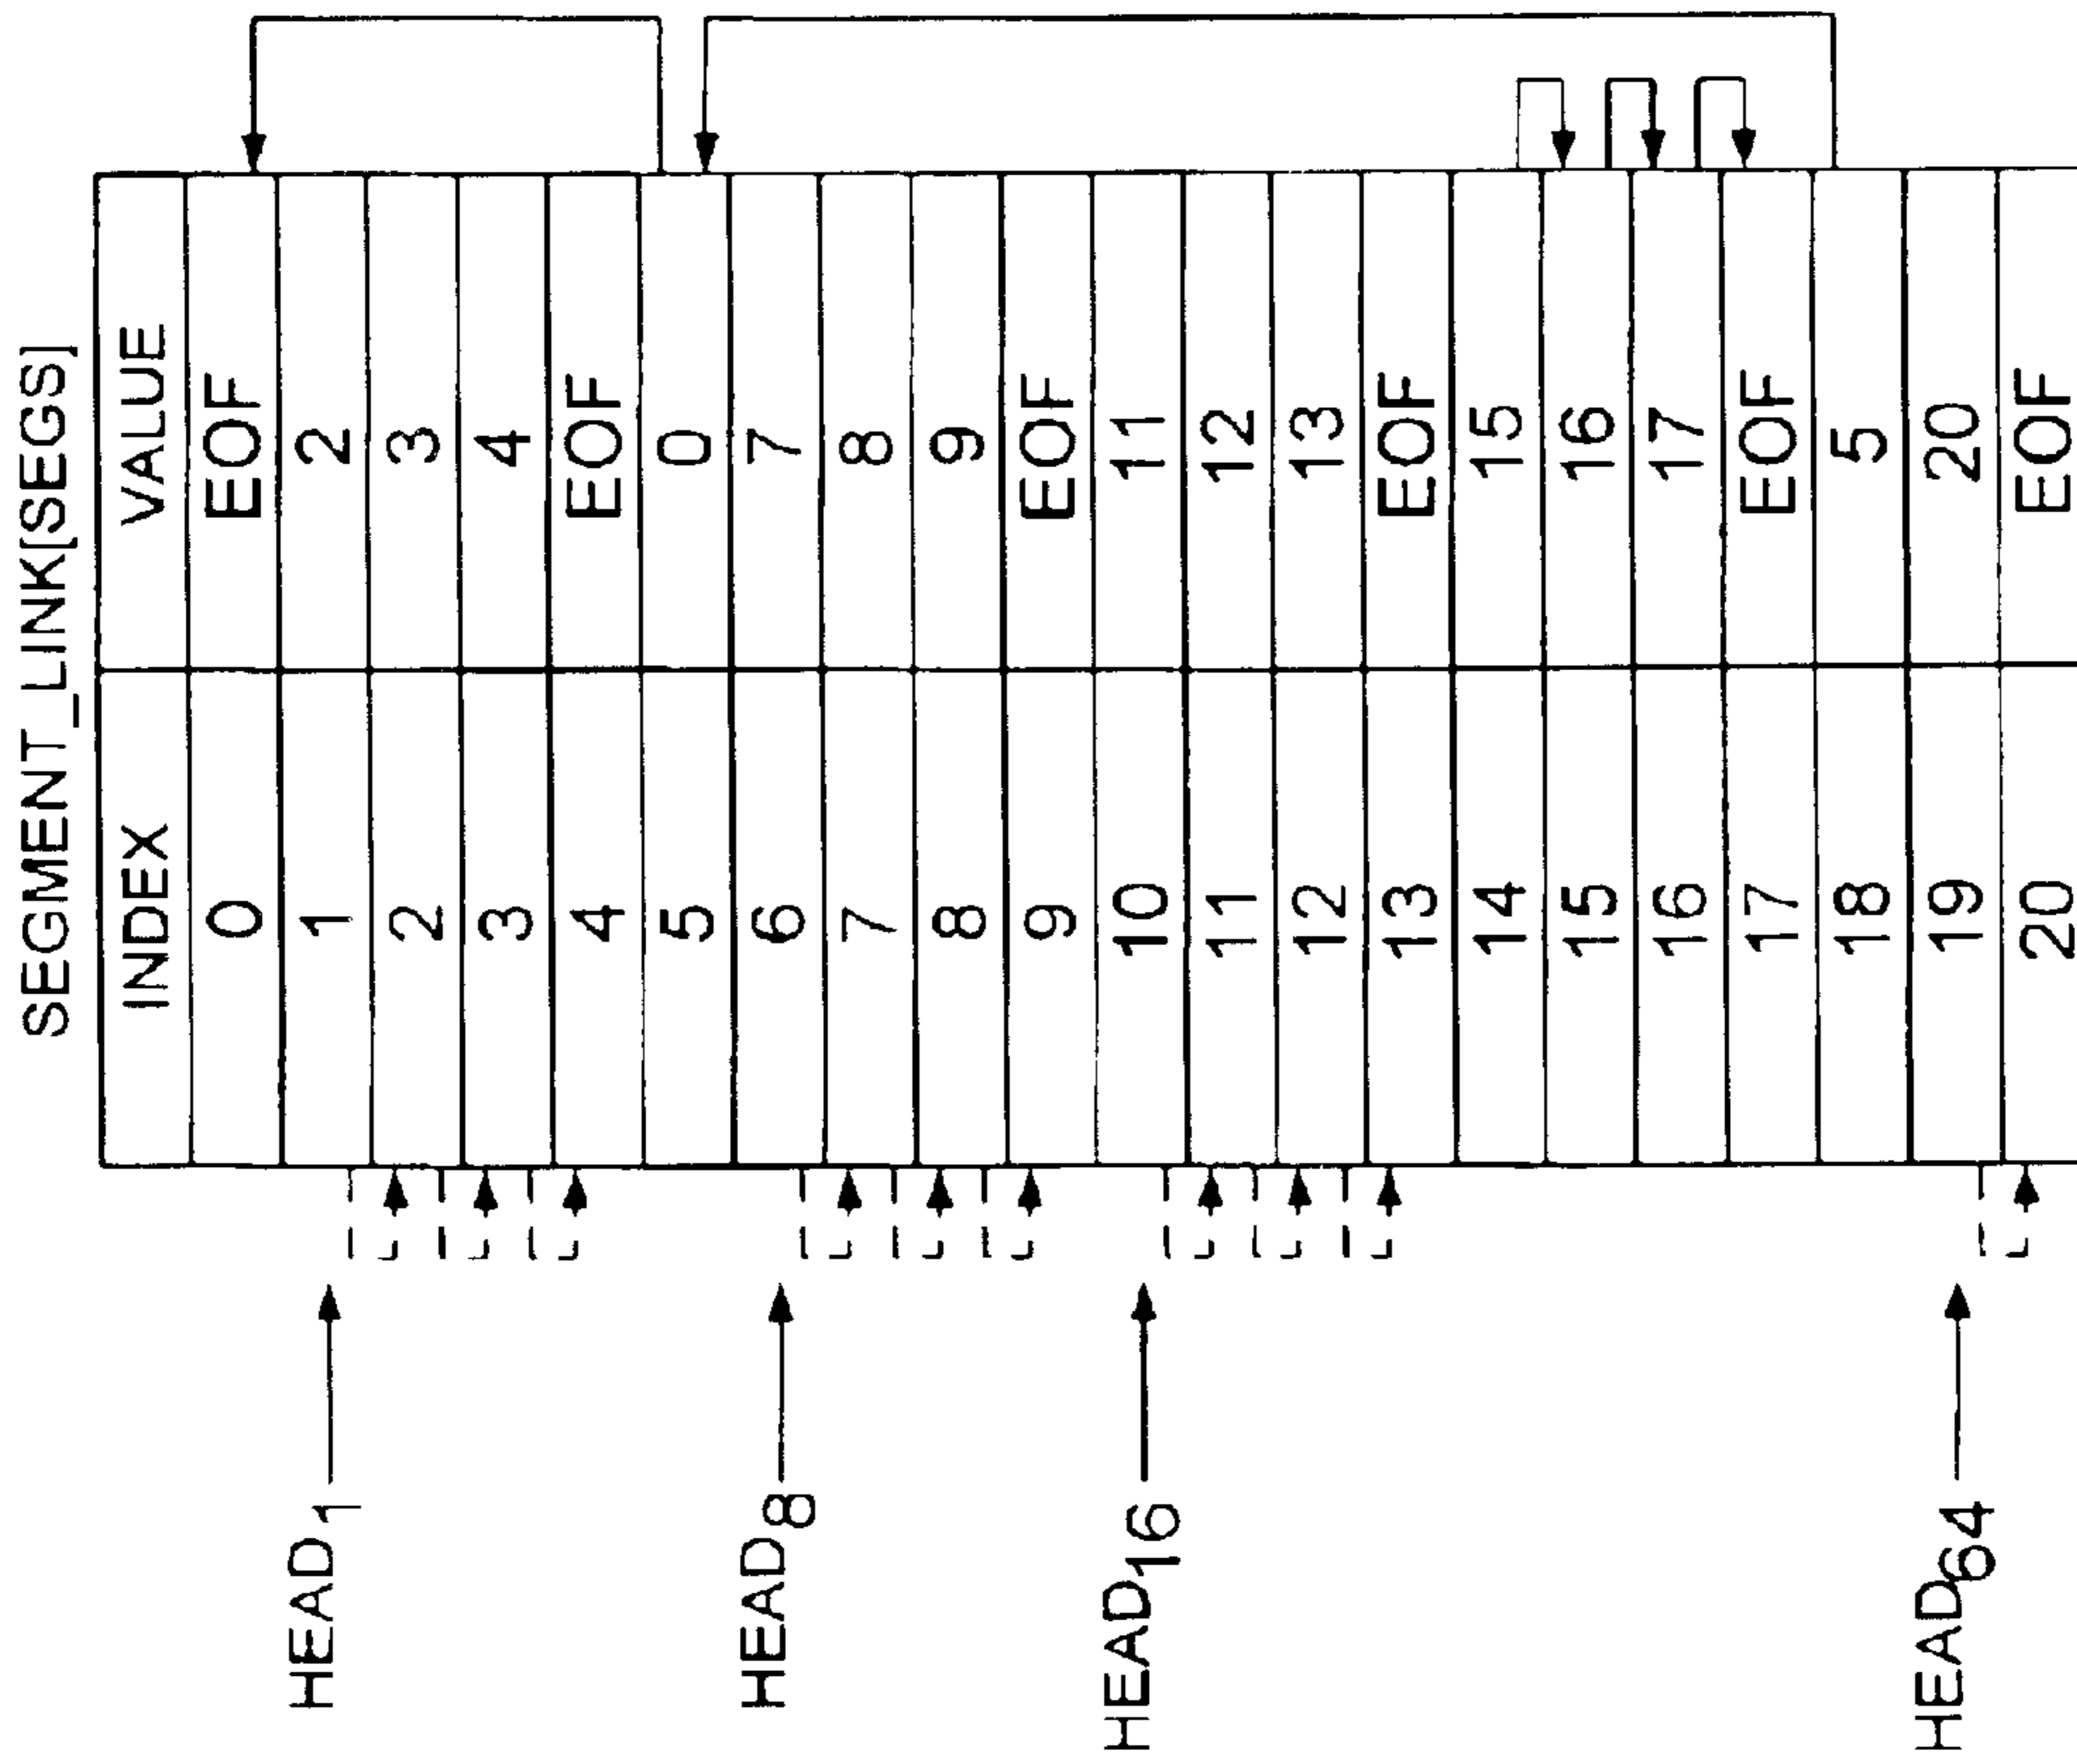 SEGMENT_LINK[SEGS]
INDEX VALUE
0 EOF
HEAD1 1 2
2 3
3 4
4 EOF
5 0
HEAD8 6 7
7 8
8 9
9 EOF
HEAD16 10 11
11 12
12 13
13 EOF
14 15
15 16
16 17
17 EOF
18 5
HEAD64 19 20
20 EOF